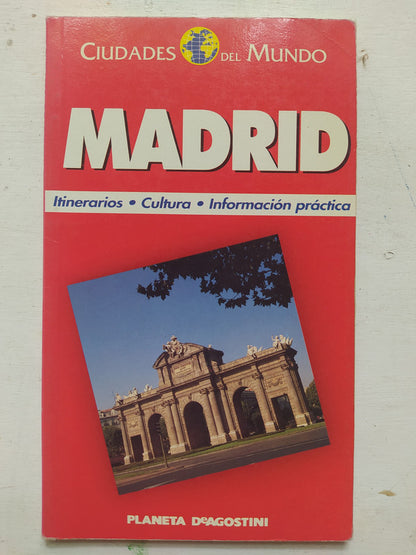 CIUDADES DEL MUNDO
MADRID
Itinerarios • Cultura • Información práctica
PLANETA DEAGOSTINI